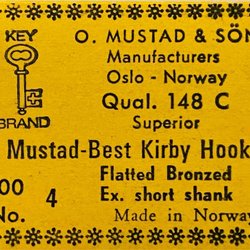 KEY
BRAND
O. MUSTAD & SÖN
Manufacturers
Oslo - Norway
Qual. 148 C
Superior
Mustad-Best Kirby Hook
00
No. 4
Flatted Bronzed
Ex. short shank
Made in Norway